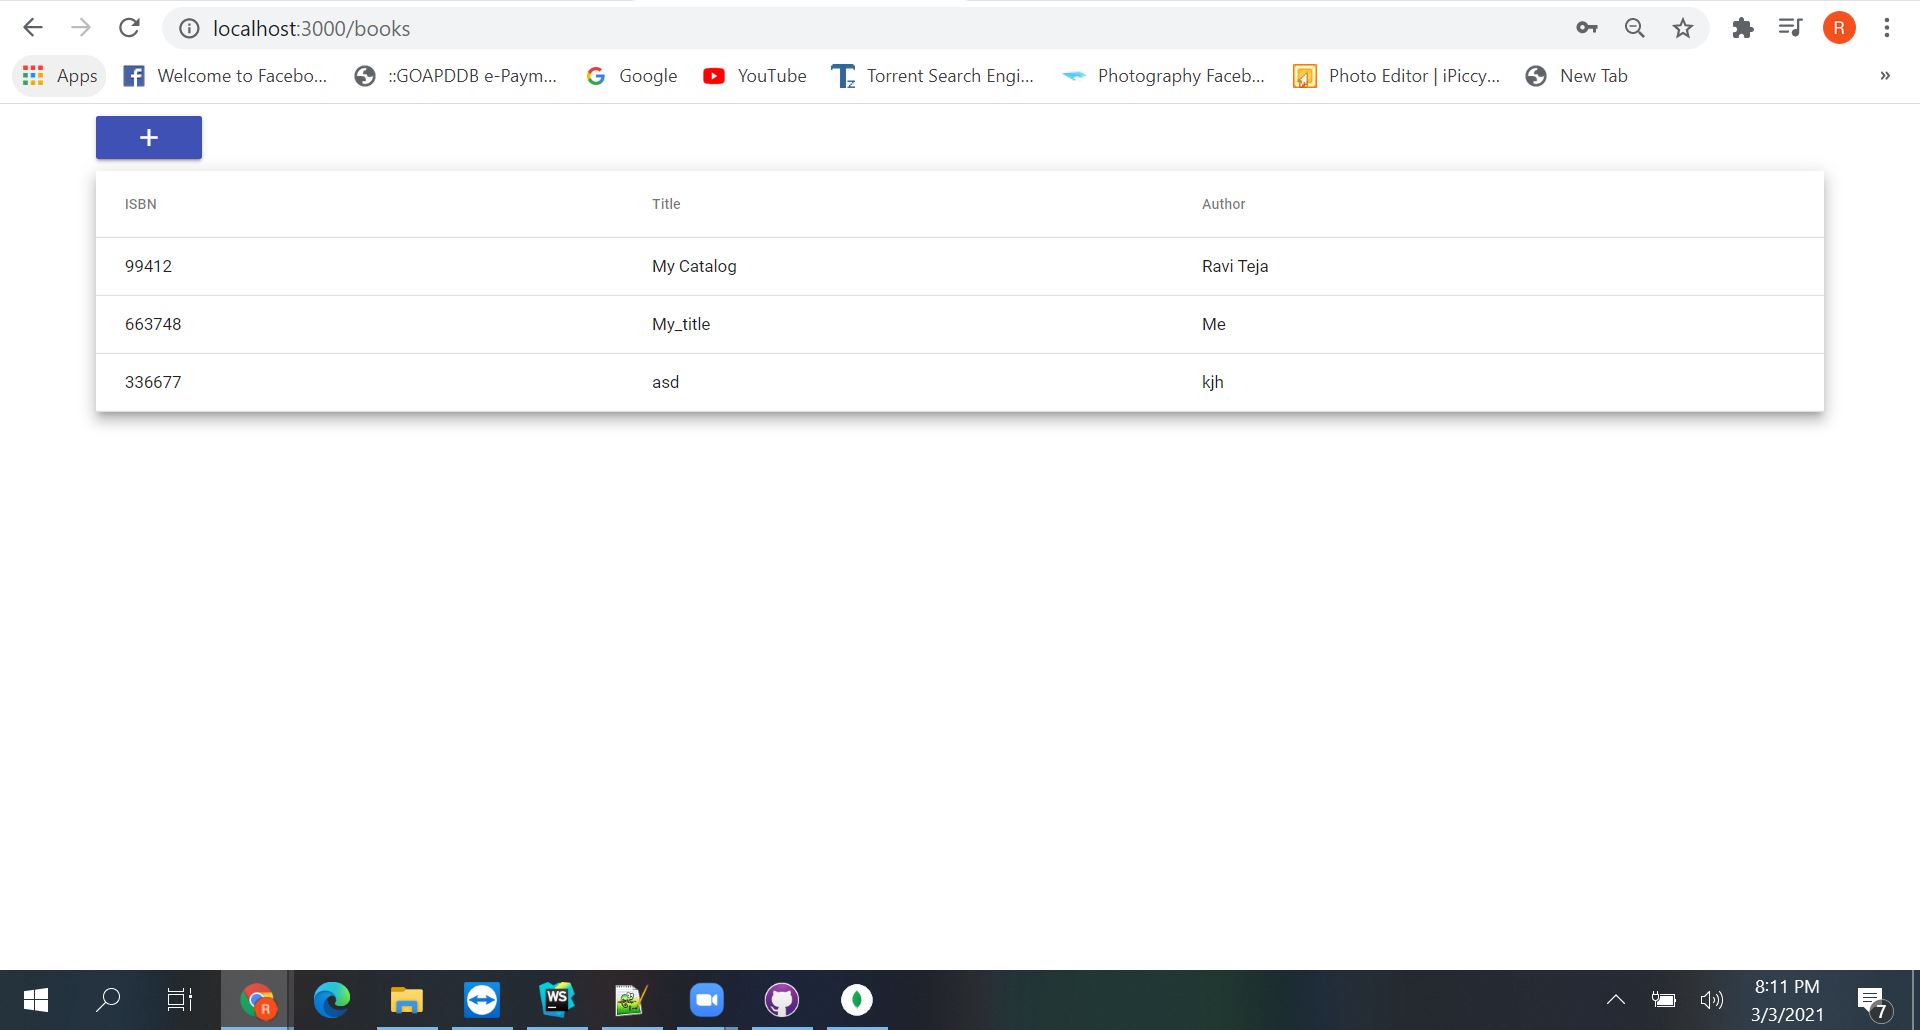 localhost:3000/books
R
Apps Welcome to Facebo... ::GOAPDDB e-Paym... Google YouTube Torrent Search Engi... Photography Faceb... Photo Editor | iPiccy... New Tab »
+
ISBN Title Author
99412 My Catalog Ravi Teja
663748 My_title Me
336677 asd kjh
R WS 8:11 PM
3/3/2021 7